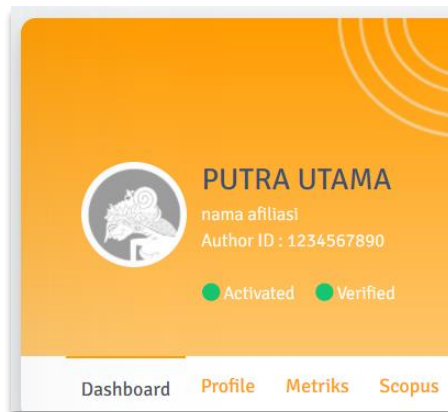 PUTRA UTAMA
nama afiliasi
Author ID : 1234567890
Activated Verified
Dashboard Profile Metriks Scopus